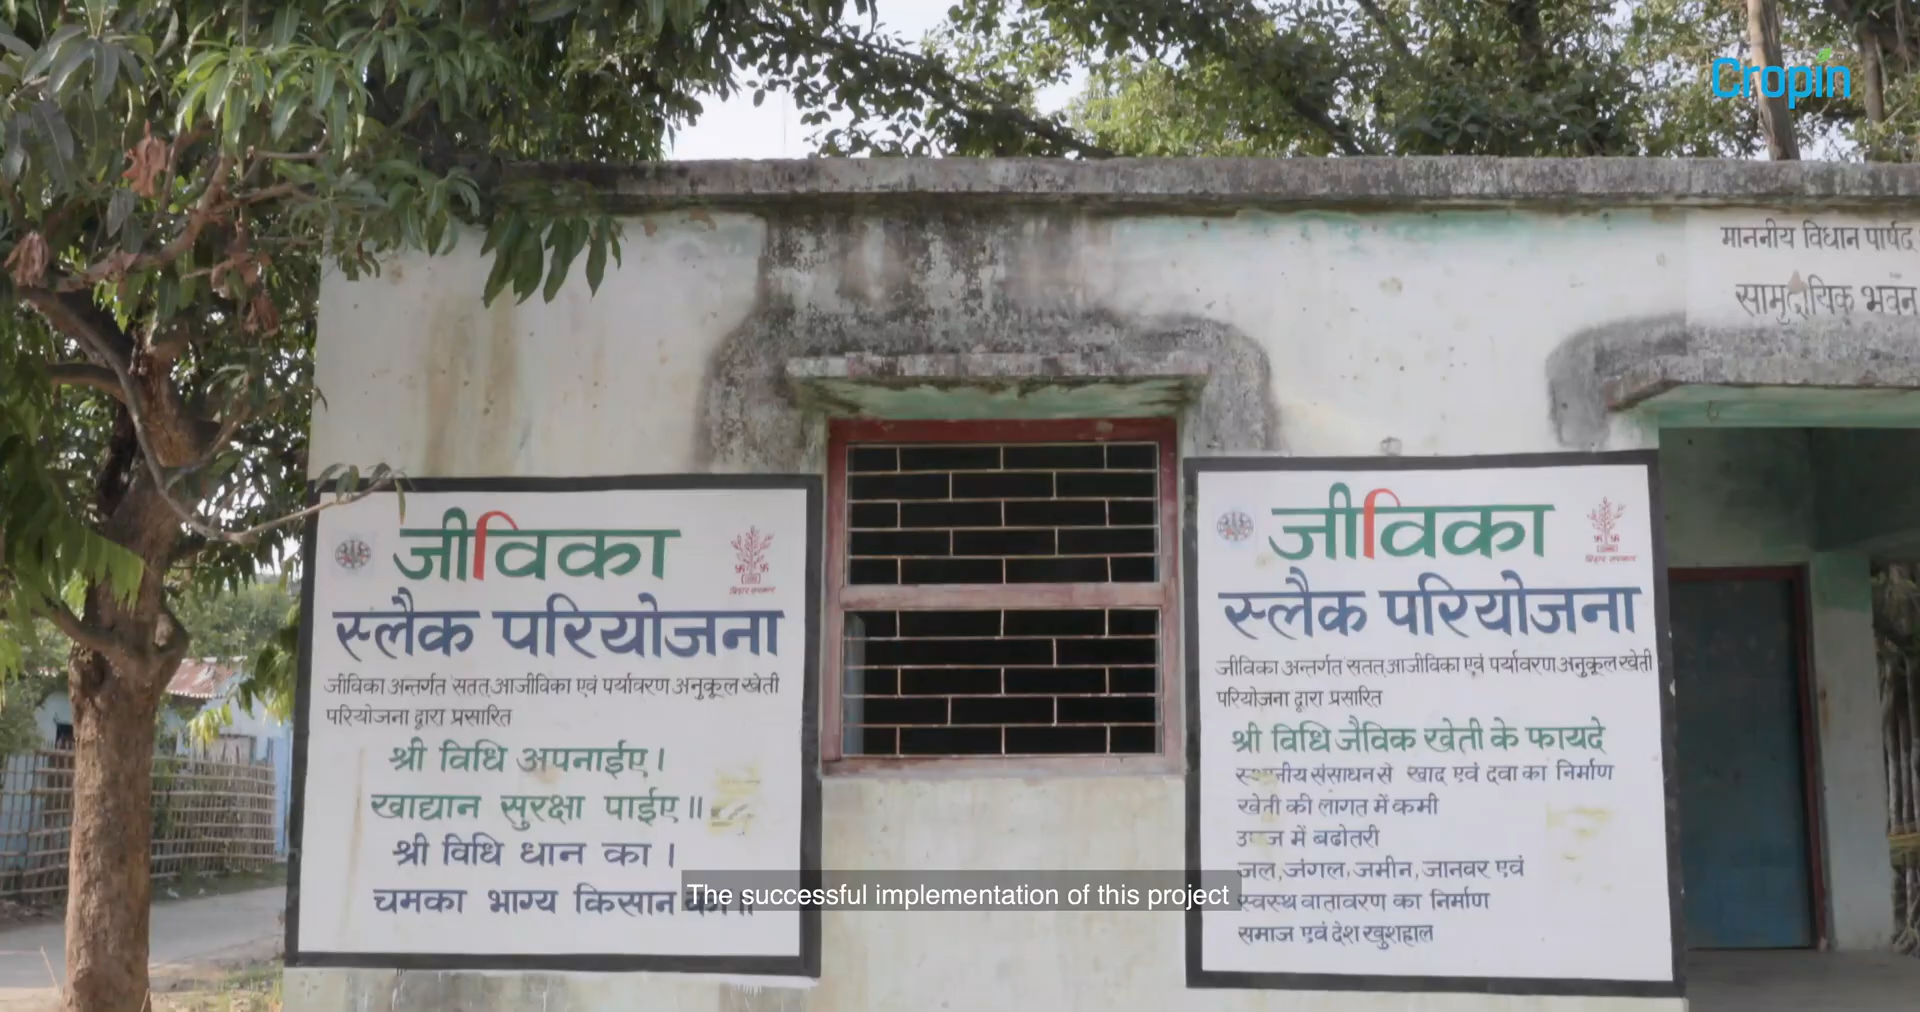 Cropin
माननीय विधान पार्षद
सामुदायिक भवन
जीविका
बिहार सरकार
स्लैक परियोजना
जीविका अन्तर्गत सतत् आजीविका एवं पर्यावरण अनुकूल खेती
परियोजना द्वारा प्रसारित
श्री विधि अपनाईए।
खाद्यान सुरक्षा पाईए॥
श्री विधि धान का।
चमका भाग्य किसान का॥
जीविका
बिहार सरकार
स्लैक परियोजना
जीविका अन्तर्गत सतत् आजीविका एवं पर्यावरण अनुकूल खेती
परियोजना द्वारा प्रसारित
श्री विधि जैविक खेती के फायदे
स्थानीय संसाधन से खाद एवं दवा का निर्माण
खेती की लागत में कमी
उपज में बढोतरी
जल, जंगल, जमीन, जानवर एवं
स्वस्थ वातावरण का निर्माण
समाज एवं देश खुशहाल
The successful implementation of this project